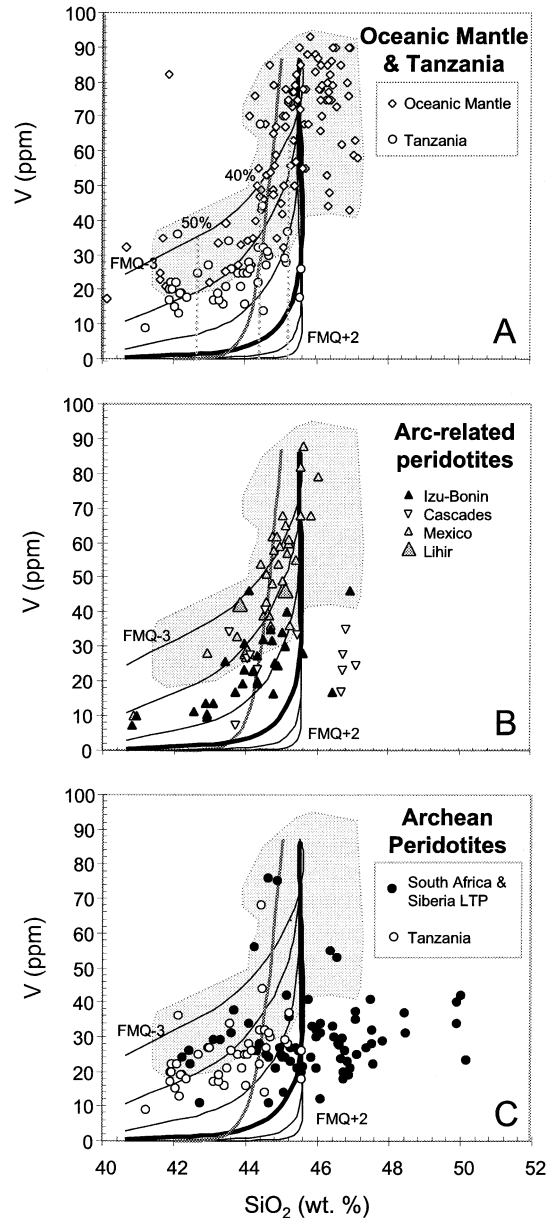 A
Oceanic Mantle
& Tanzania
Oceanic Mantle
Tanzania
V (ppm)
100
90
80
70
60
50
40
30
20
10
0
40%
50%
FMQ-3
FMQ+2
A
B
Arc-related
peridotites
Izu-Bonin
Cascades
Mexico
Lihir
V (ppm)
100
90
80
70
60
50
40
30
20
10
0
FMQ-3
FMQ+2
B
C
Archean
Peridotites
South Africa &
Siberia LTP
Tanzania
V (ppm)
100
90
80
70
60
50
40
30
20
10
0
FMQ-3
FMQ+2
C
40 42 44 46 48 50 52
SiO₂ (wt. %)